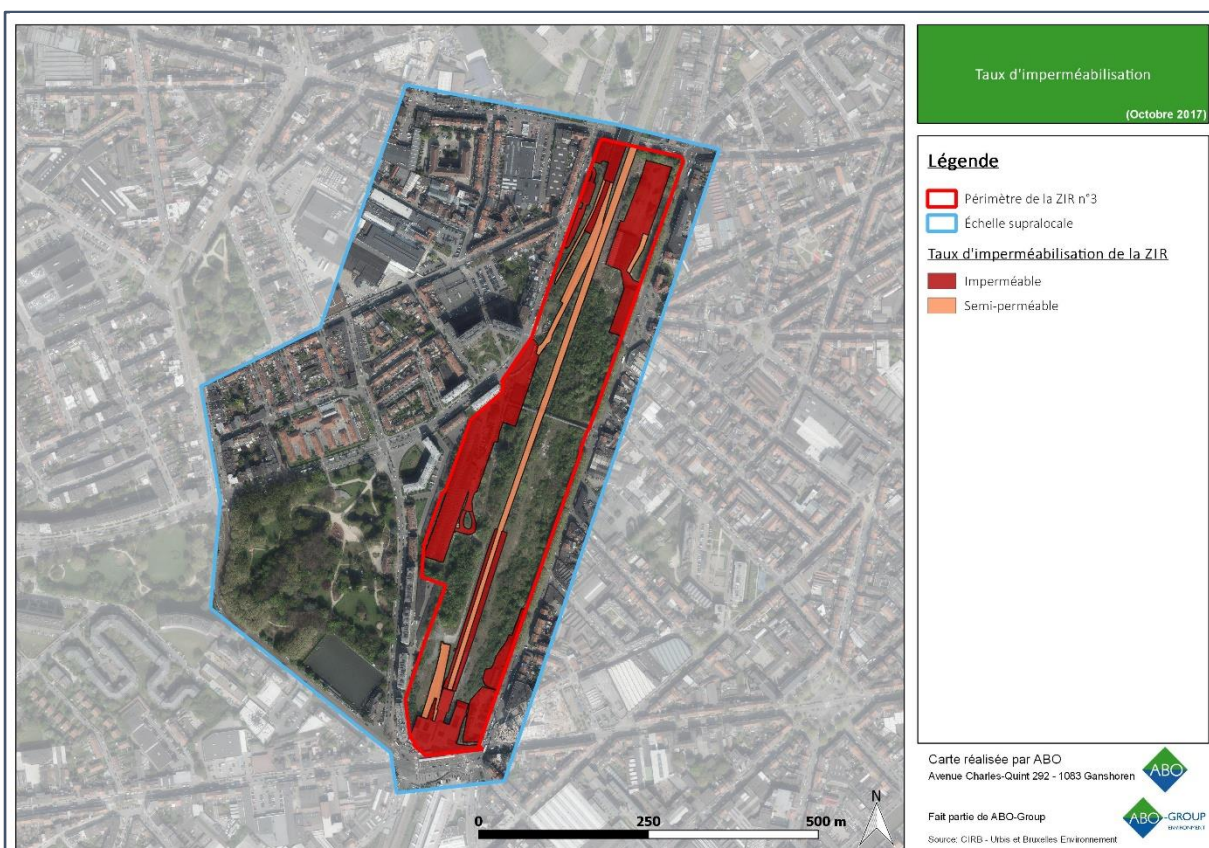 Taux d'imperméabilisation
(Octobre 2017)
Légende
Périmètre de la ZIR n°3
Échelle supralocale
Taux d'imperméabilisation de la ZIR
Imperméable
Semi-perméable
Carte réalisée par ABO
Avenue Charles-Quint 292 - 1083 Ganshoren
ABO
Fait partie de ABO-Group
ABO-GROUP
ENVIRONMENT
Source: CIRB - Urbis et Bruxelles Environnement
N
0 250 500 m